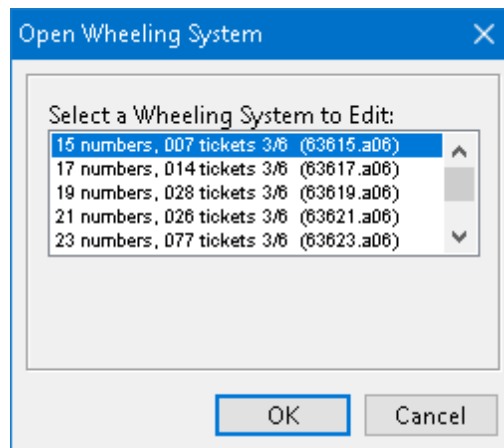 Open Wheeling System
Select a Wheeling System to Edit:
15 numbers, 007 tickets 3/6 (63615.a06)
17 numbers, 014 tickets 3/6 (63617.a06)
19 numbers, 028 tickets 3/6 (63619.a06)
21 numbers, 026 tickets 3/6 (63621.a06)
23 numbers, 077 tickets 3/6 (63623.a06)
OK
Cancel